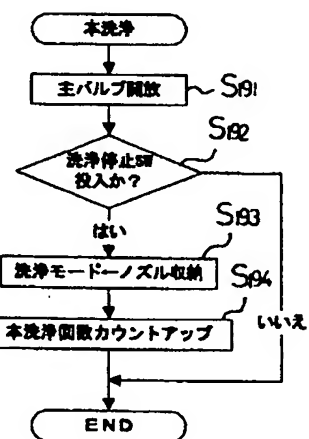 本洗浄
主バルブ開放
S191
洗浄停止SW
投入か?
S192
はい
洗浄モード←ノズル収納
S193
本洗浄回数カウントアップ
S194
いいえ
END